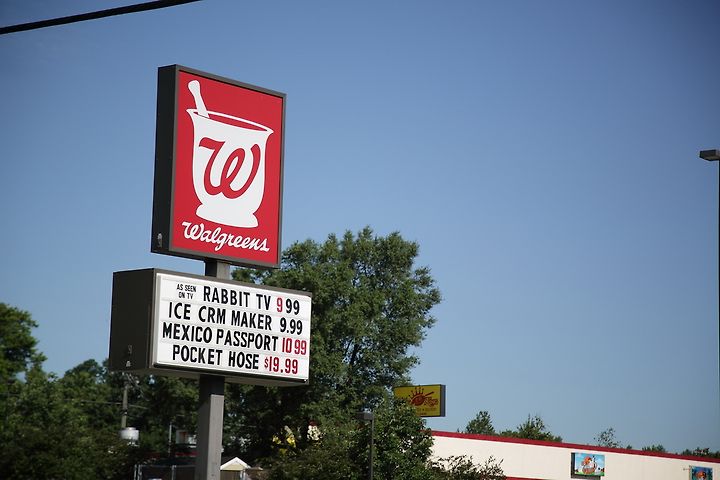 W
Walgreens
AS SEEN
ON TV
RABBIT TV 9 99
ICE CRM MAKER 9.99
MEXICO PASSPORT 10 99
POCKET HOSE $19.99